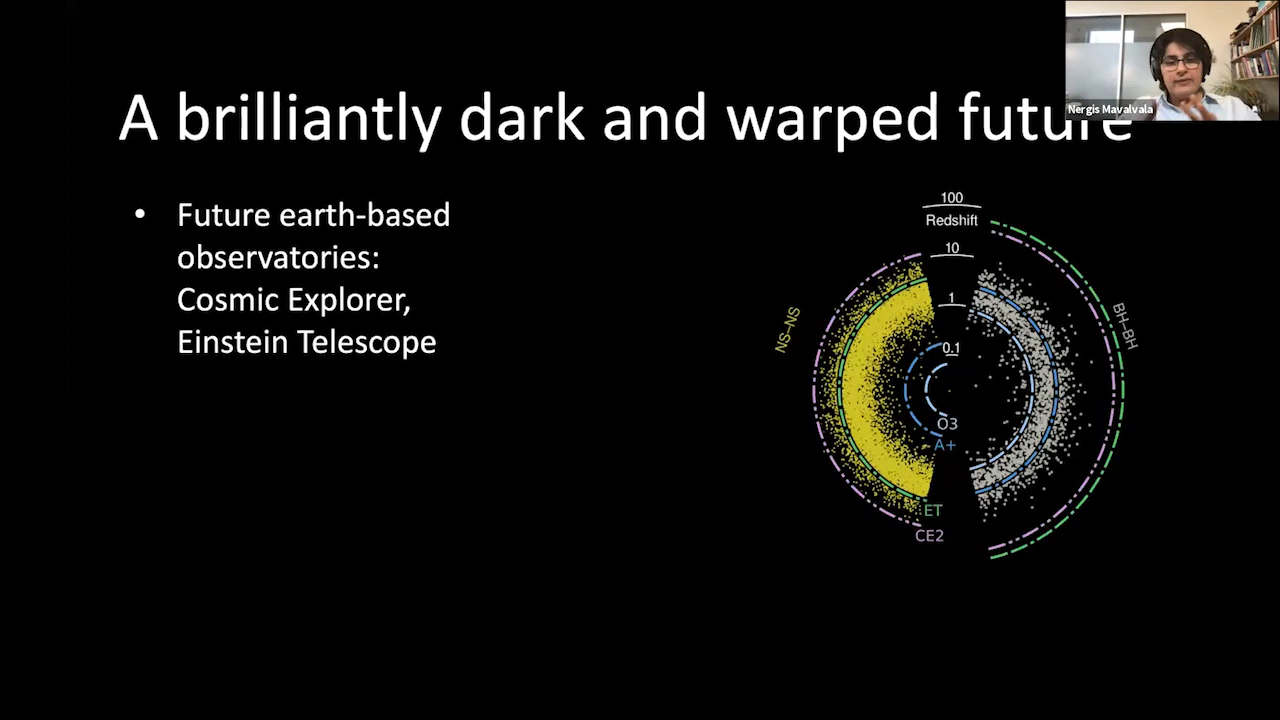 Nergis Mavalvala
A brilliantly dark and warped future
• Future earth-based
observatories:
Cosmic Explorer,
Einstein Telescope
100
Redshift
10
1
0.1
NS–NS
BH–BH
O3
A+
ET
CE2